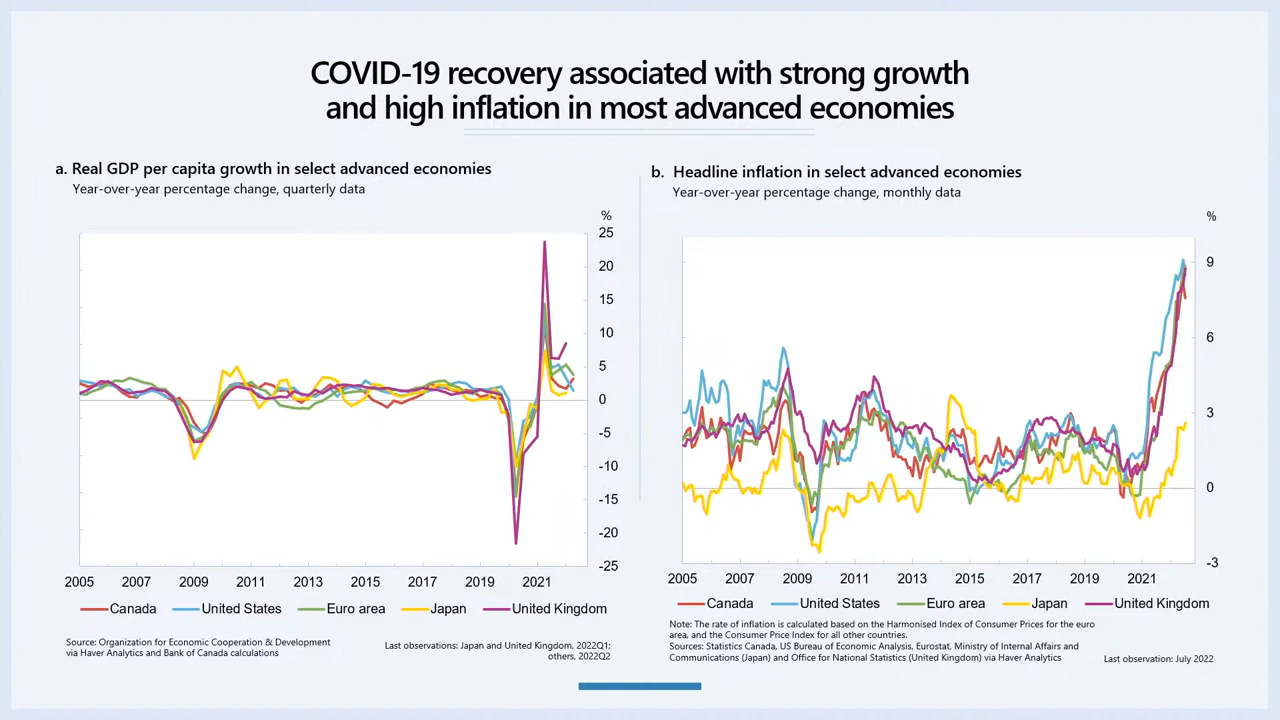 COVID-19 recovery associated with strong growth
and high inflation in most advanced economies
a. Real GDP per capita growth in select advanced economies
Year-over-year percentage change, quarterly data
%
25
20
15
10
5
0
-5
-10
-15
-20
-25
2005 2007 2009 2011 2013 2015 2017 2019 2021
Canada United States Euro area Japan United Kingdom
Source: Organization for Economic Cooperation & Development
via Haver Analytics and Bank of Canada calculations
Last observations: Japan and United Kingdom, 2022Q1;
others, 2022Q2
b. Headline inflation in select advanced economies
Year-over-year percentage change, monthly data
%
9
6
3
0
-3
2005 2007 2009 2011 2013 2015 2017 2019 2021
Canada United States Euro area Japan United Kingdom
Note: The rate of inflation is calculated based on the Harmonised Index of Consumer Prices for the euro
area, and the Consumer Price Index for all other countries.
Sources: Statistics Canada, US Bureau of Economic Analysis, Eurostat, Ministry of Internal Affairs and
Communications (Japan) and Office for National Statistics (United Kingdom) via Haver Analytics
Last observation: July 2022